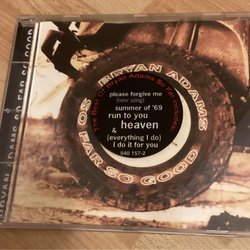 BRYAN ADAMS
SO FAR SO GOOD
The Best Of Bryan Adams So Far Includes
please forgive me
(new song)
summer of '69
run to you
& heaven
(everything I do)
I do it for you
540 157-2
BRYAN ADAMS SO FAR SO GOOD